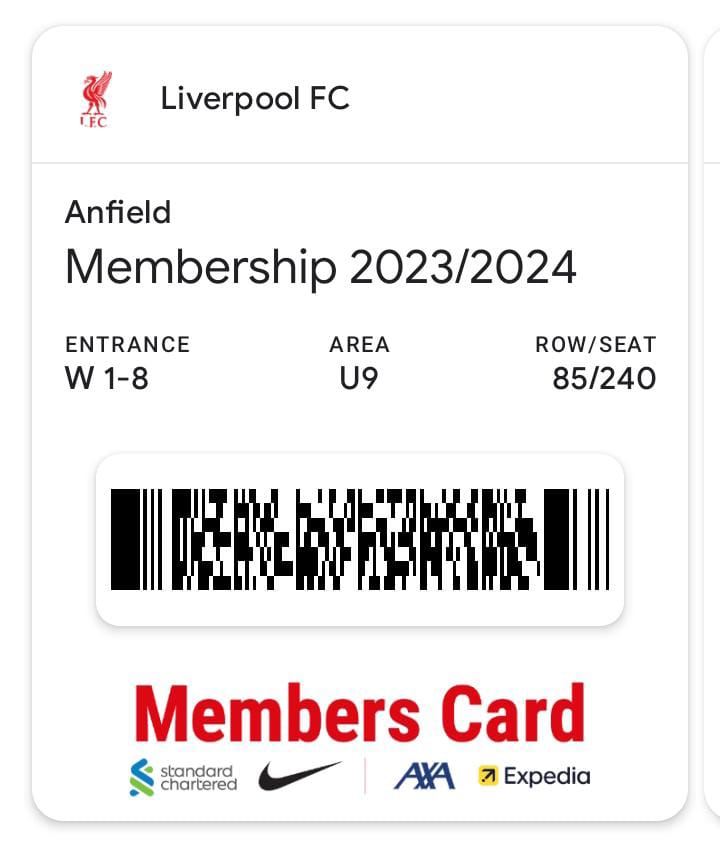 L.F.C
Liverpool FC
Anfield
Membership 2023/2024
ENTRANCE AREA ROW/SEAT
W 1-8 U9 85/240
Members Card
standard
chartered
AXA
Expedia